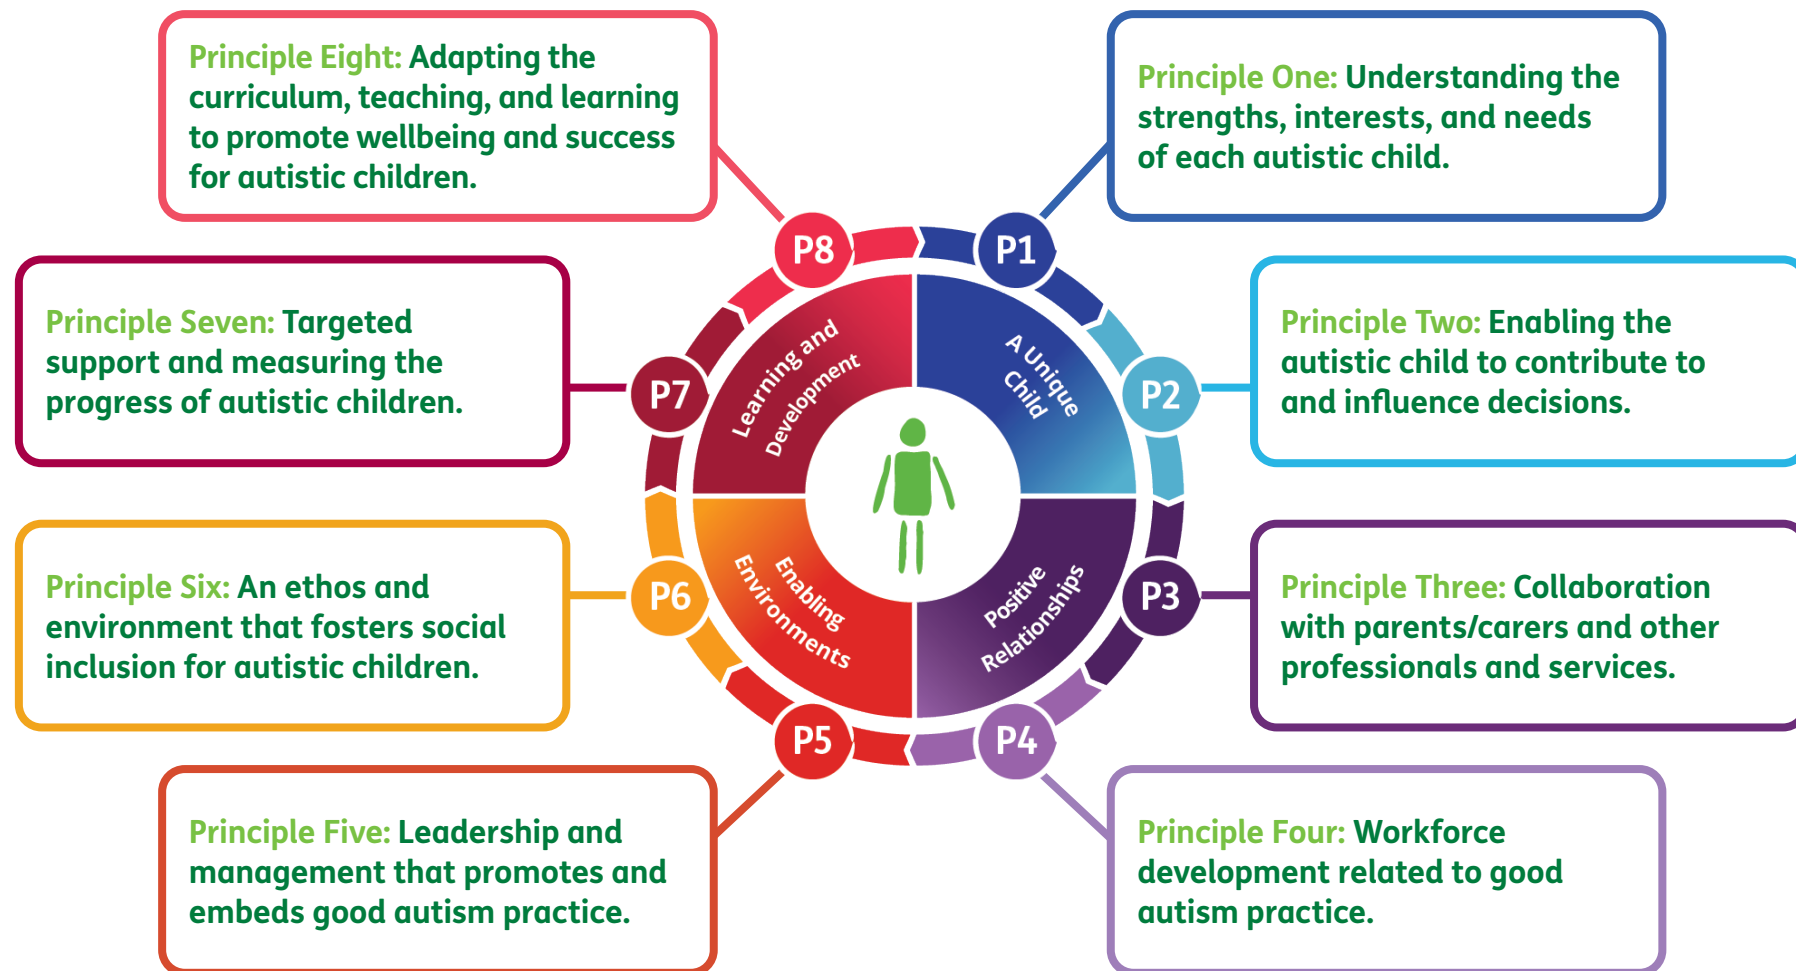 Principle Eight: Adapting the
curriculum, teaching, and learning
to promote wellbeing and success
for autistic children.
Principle One: Understanding the
strengths, interests, and needs
of each autistic child.
P8
P1
Principle Seven: Targeted
support and measuring the
progress of autistic children.
P7
Learning and
Development
A Unique
Child
P2
Principle Two: Enabling the
autistic child to contribute to
and influence decisions.
Principle Six: An ethos and
environment that fosters social
inclusion for autistic children.
P6
Enabling
Environments
Positive
Relationships
P3
Principle Three: Collaboration
with parents/carers and other
professionals and services.
P5
P4
Principle Five: Leadership and
management that promotes and
embeds good autism practice.
Principle Four: Workforce
development related to good
autism practice.